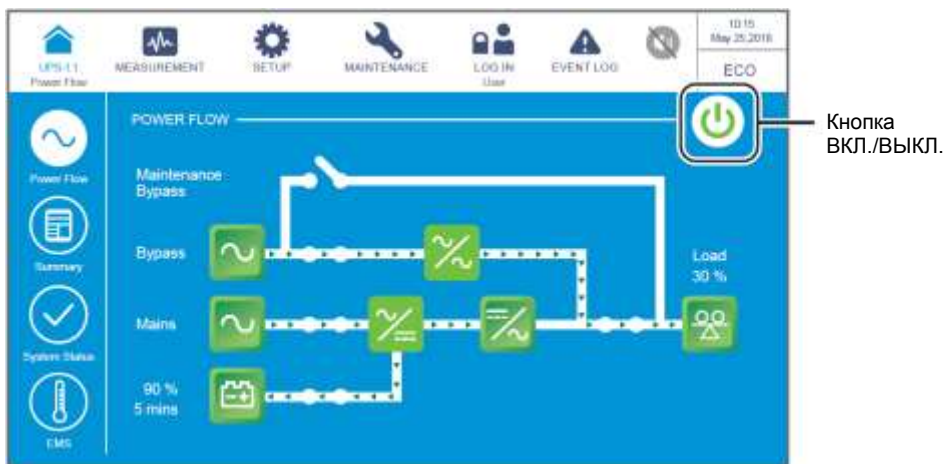 10:15
May 25,2018
UPS-1.1
Power Flow
MEASUREMENT
SETUP
MAINTENANCE
LOG IN
User
EVENT LOG
ECO
POWER FLOW
Кнопка
ВКЛ./ВЫКЛ.
Power Flow
Maintenance
Bypass
Summary
Bypass
Load
30 %
Mains
System Status
90 %
5 mins
EMS